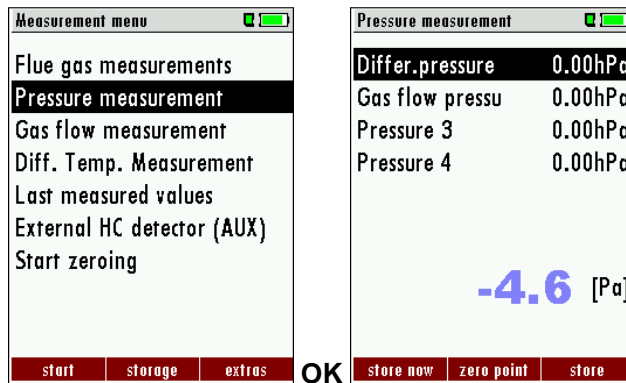 Measurement menu
Flue gas measurements
Pressure measurement
Gas flow measurement
Diff. Temp. Measurement
Last measured values
External HC detector (AUX)
Start zeroing
start storage extras
OK
Pressure measurement
Differ.pressure 0.00hPa
Gas flow pressu 0.00hPa
Pressure 3 0.00hPa
Pressure 4 0.00hPa
-4.6 [Pa]
store now zero point store